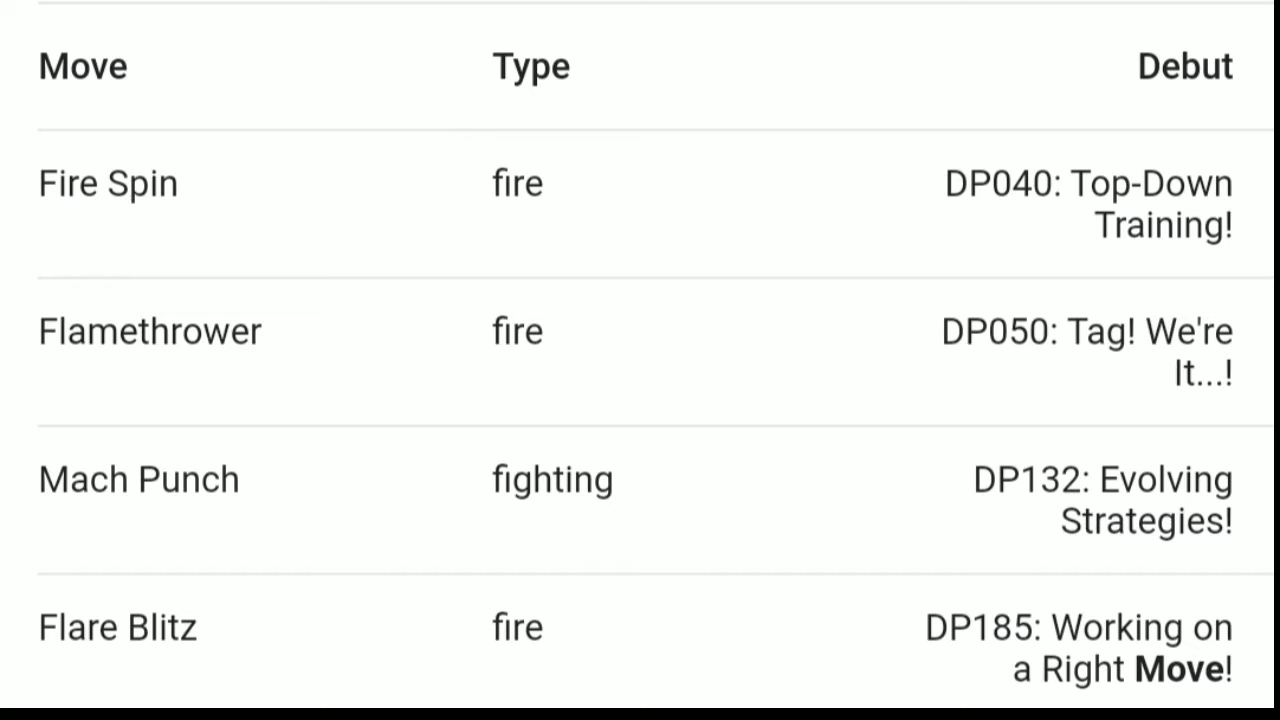 Move Type Debut
Fire Spin fire DP040: Top-Down
Training!
Flamethrower fire DP050: Tag! We're
It...!
Mach Punch fighting DP132: Evolving
Strategies!
Flare Blitz fire DP185: Working on
a Right Move!